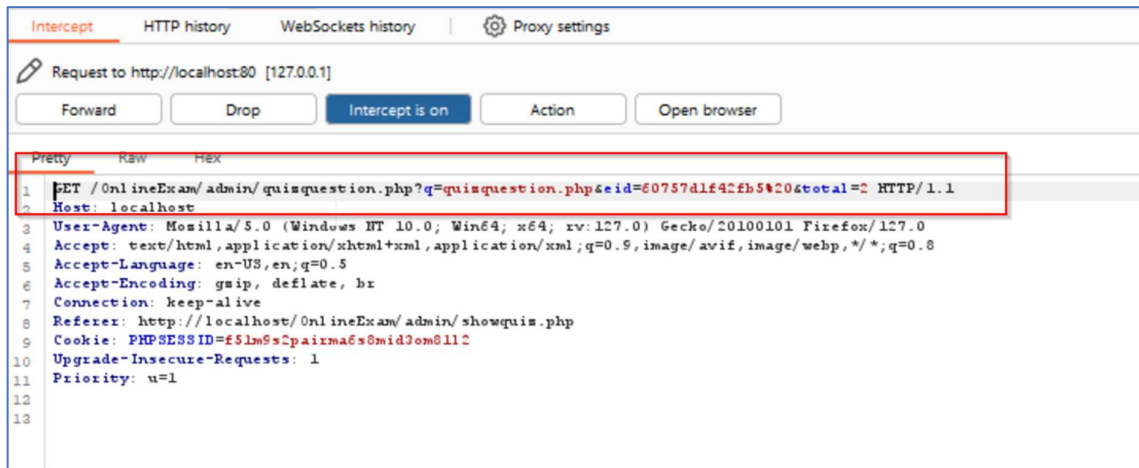 Intercept HTTP history WebSockets history Proxy settings
Request to http://localhost:80 [127.0.0.1]
Forward Drop Intercept is on Action Open browser
Pretty Raw Hex
1 GET /OnlineExam/admin/quizquestion.php?q=quizquestion.php&eid=60757d1f42fb5%20&total=2 HTTP/1.1
2 Host: localhost
3 User-Agent: Mozilla/5.0 (Windows NT 10.0; Win64; x64; rv:127.0) Gecko/20100101 Firefox/127.0
4 Accept: text/html,application/xhtml+xml,application/xml;q=0.9,image/avif,image/webp,*/*;q=0.8
5 Accept-Language: en-US,en;q=0.5
6 Accept-Encoding: gzip, deflate, br
7 Connection: keep-alive
8 Referer: http://localhost/OnlineExam/admin/showquiz.php
9 Cookie: PHPSESSID=f51m9s2pairma6s8mid3om8112
10 Upgrade-Insecure-Requests: 1
11 Priority: u=1
12
13